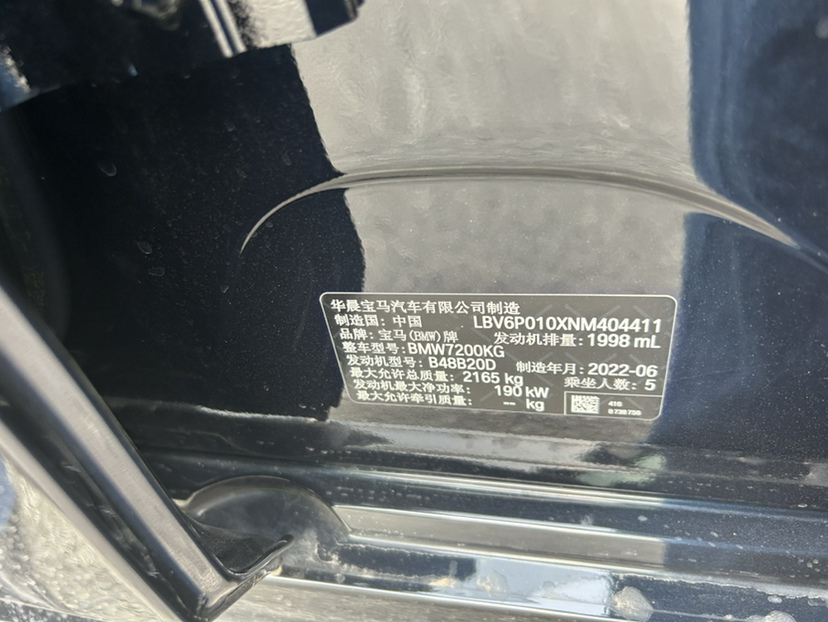 华晨宝马汽车有限公司制造
制造国：中国 LBV6P010XNM404411
品牌：宝马(BMW)牌 发动机排量：1998 mL
整车型号：BMW7200KG
发动机型号：B48B20D 制造年月：2022-06
最大允许总质量：2165 kg 乘坐人数：5
发动机最大净功率：190 kW
最大允许牵引质量：-- kg